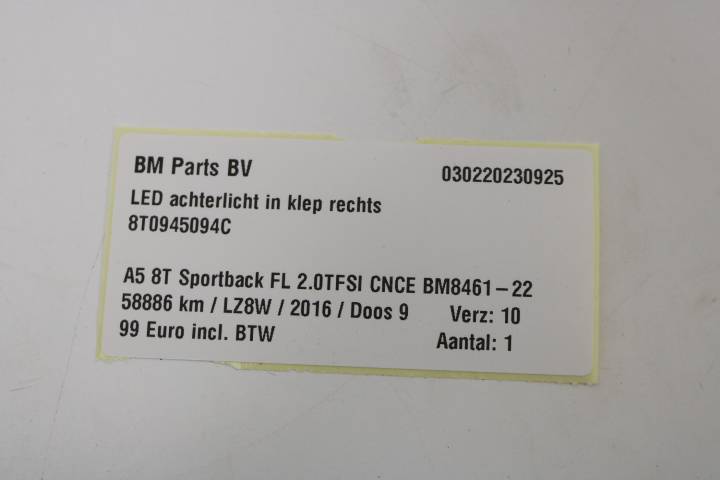 BM Parts BV 030220230925
LED achterlicht in klep rechts
8T0945094C
A5 8T Sportback FL 2.0TFSI CNCE BM8461-22
58886 km / LZ8W / 2016 / Doos 9 Verz: 10
99 Euro incl. BTW Aantal: 1